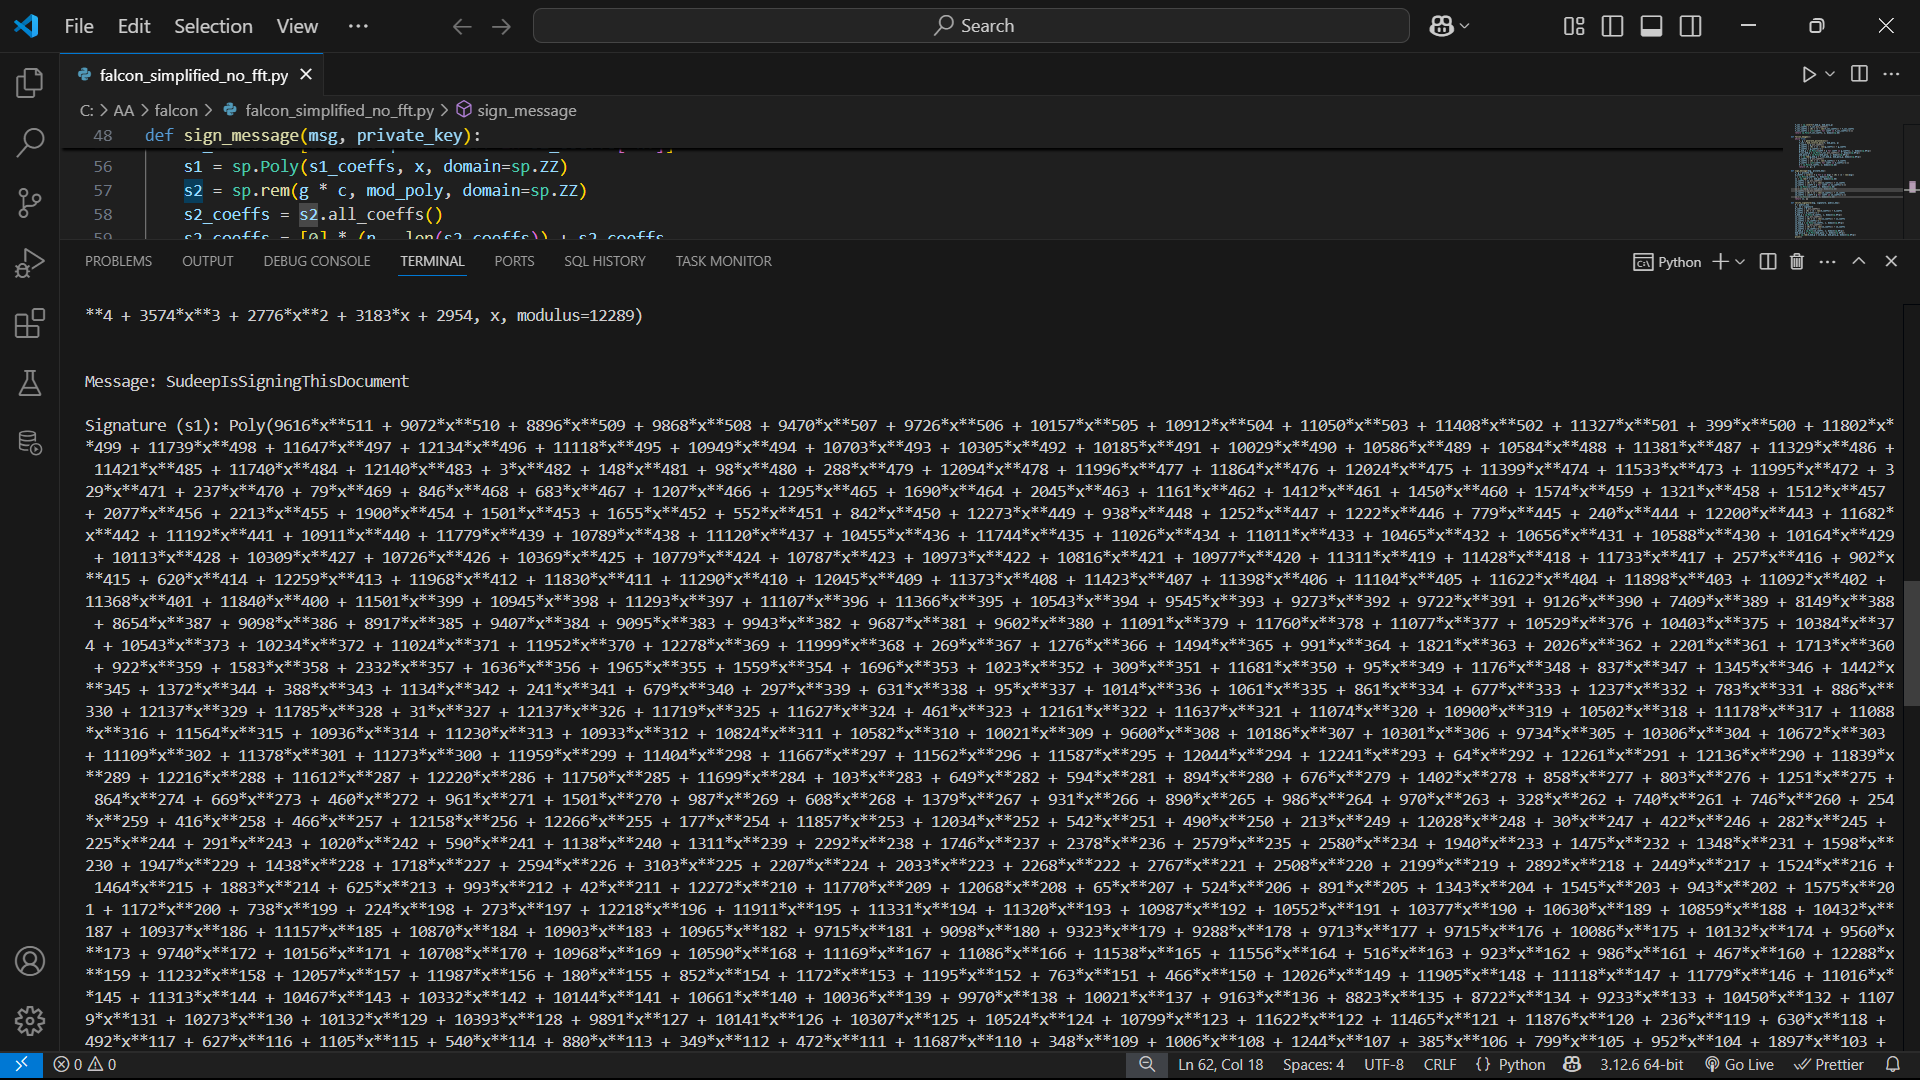 File Edit Selection View ··· Search
falcon_simplified_no_fft.py
C: > AA > falcon > falcon_simplified_no_fft.py > sign_message
48 def sign_message(msg, private_key):
56 s1 = sp.Poly(s1_coeffs, x, domain=sp.ZZ)
57 s2 = sp.rem(g * c, mod_poly, domain=sp.ZZ)
58 s2_coeffs = s2.all_coeffs()
59 s2_coeffs = [0] * (n - len(s2_coeffs)) + s2_coeffs
PROBLEMS OUTPUT DEBUG CONSOLE TERMINAL PORTS SQL HISTORY TASK MONITOR Python
**4 + 3574*x**3 + 2776*x**2 + 3183*x + 2954, x, modulus=12289)
Message: SudeepIsSigningThisDocument
Signature (s1): Poly(9616*x**511 + 9072*x**510 + 8896*x**509 + 9868*x**508 + 9470*x**507 + 9726*x**506 + 10157*x**505 + 10912*x**504 + 11050*x**503 + 11408*x**502 + 11327*x**501 + 399*x**500 + 11802*x*
*499 + 11739*x**498 + 11647*x**497 + 12134*x**496 + 11118*x**495 + 10949*x**494 + 10703*x**493 + 10305*x**492 + 10185*x**491 + 10029*x**490 + 10586*x**489 + 10584*x**488 + 11381*x**487 + 11329*x**486 +
11421*x**485 + 11740*x**484 + 12140*x**483 + 3*x**482 + 148*x**481 + 98*x**480 + 288*x**479 + 12094*x**478 + 11996*x**477 + 11864*x**476 + 12024*x**475 + 11399*x**474 + 11533*x**473 + 11995*x**472 + 3
29*x**471 + 237*x**470 + 79*x**469 + 846*x**468 + 683*x**467 + 1207*x**466 + 1295*x**465 + 1690*x**464 + 2045*x**463 + 1161*x**462 + 1412*x**461 + 1450*x**460 + 1574*x**459 + 1321*x**458 + 1512*x**457
+ 2077*x**456 + 2213*x**455 + 1900*x**454 + 1501*x**453 + 1655*x**452 + 552*x**451 + 842*x**450 + 12273*x**449 + 938*x**448 + 1252*x**447 + 1222*x**446 + 779*x**445 + 240*x**444 + 12200*x**443 + 11682*
x**442 + 11192*x**441 + 10911*x**440 + 11779*x**439 + 10789*x**438 + 11120*x**437 + 10455*x**436 + 11744*x**435 + 11026*x**434 + 11011*x**433 + 10465*x**432 + 10656*x**431 + 10588*x**430 + 10164*x**429
+ 10113*x**428 + 10309*x**427 + 10726*x**426 + 10369*x**425 + 10779*x**424 + 10787*x**423 + 10973*x**422 + 10816*x**421 + 10977*x**420 + 11311*x**419 + 11428*x**418 + 11733*x**417 + 257*x**416 + 902*x
**415 + 620*x**414 + 12259*x**413 + 11968*x**412 + 11830*x**411 + 11290*x**410 + 12045*x**409 + 11373*x**408 + 11423*x**407 + 11398*x**406 + 11104*x**405 + 11622*x**404 + 11898*x**403 + 11092*x**402 +
11368*x**401 + 11840*x**400 + 11501*x**399 + 10945*x**398 + 11293*x**397 + 11107*x**396 + 11366*x**395 + 10543*x**394 + 9545*x**393 + 9273*x**392 + 9722*x**391 + 9126*x**390 + 7409*x**389 + 8149*x**388
+ 8654*x**387 + 9098*x**386 + 8917*x**385 + 9407*x**384 + 9095*x**383 + 9943*x**382 + 9687*x**381 + 9602*x**380 + 11091*x**379 + 11760*x**378 + 11077*x**377 + 10529*x**376 + 10403*x**375 + 10384*x**37
4 + 10543*x**373 + 10234*x**372 + 11024*x**371 + 11952*x**370 + 12278*x**369 + 11999*x**368 + 269*x**367 + 1276*x**366 + 1494*x**365 + 991*x**364 + 1821*x**363 + 2026*x**362 + 2201*x**361 + 1713*x**360
+ 922*x**359 + 1583*x**358 + 2332*x**357 + 1636*x**356 + 1965*x**355 + 1559*x**354 + 1696*x**353 + 1023*x**352 + 309*x**351 + 11681*x**350 + 95*x**349 + 1176*x**348 + 837*x**347 + 1345*x**346 + 1442*x
**345 + 1372*x**344 + 388*x**343 + 1134*x**342 + 241*x**341 + 679*x**340 + 297*x**339 + 631*x**338 + 95*x**337 + 1014*x**336 + 1061*x**335 + 861*x**334 + 677*x**333 + 1237*x**332 + 783*x**331 + 886*x**
330 + 12137*x**329 + 11785*x**328 + 31*x**327 + 12137*x**326 + 11719*x**325 + 11627*x**324 + 461*x**323 + 12161*x**322 + 11637*x**321 + 11074*x**320 + 10900*x**319 + 10502*x**318 + 11178*x**317 + 11088
*x**316 + 11564*x**315 + 10936*x**314 + 11230*x**313 + 10933*x**312 + 10824*x**311 + 10582*x**310 + 10021*x**309 + 9600*x**308 + 10186*x**307 + 10301*x**306 + 9734*x**305 + 10306*x**304 + 10672*x**303
+ 11109*x**302 + 11378*x**301 + 11273*x**300 + 11959*x**299 + 11404*x**298 + 11667*x**297 + 11562*x**296 + 11587*x**295 + 12044*x**294 + 12241*x**293 + 64*x**292 + 12261*x**291 + 12136*x**290 + 11839*x
**289 + 12216*x**288 + 11612*x**287 + 12220*x**286 + 11750*x**285 + 11699*x**284 + 103*x**283 + 649*x**282 + 594*x**281 + 894*x**280 + 676*x**279 + 1402*x**278 + 858*x**277 + 803*x**276 + 1251*x**275 +
864*x**274 + 669*x**273 + 460*x**272 + 961*x**271 + 1501*x**270 + 987*x**269 + 608*x**268 + 1379*x**267 + 931*x**266 + 890*x**265 + 986*x**264 + 970*x**263 + 328*x**262 + 740*x**261 + 746*x**260 + 254
*x**259 + 416*x**258 + 466*x**257 + 12158*x**256 + 12266*x**255 + 177*x**254 + 11857*x**253 + 12034*x**252 + 542*x**251 + 490*x**250 + 213*x**249 + 12028*x**248 + 30*x**247 + 422*x**246 + 282*x**245 +
225*x**244 + 291*x**243 + 1020*x**242 + 590*x**241 + 1138*x**240 + 1311*x**239 + 2292*x**238 + 1746*x**237 + 2378*x**236 + 2579*x**235 + 2580*x**234 + 1940*x**233 + 1475*x**232 + 1348*x**231 + 1598*x**
230 + 1947*x**229 + 1438*x**228 + 1718*x**227 + 2594*x**226 + 3103*x**225 + 2207*x**224 + 2033*x**223 + 2268*x**222 + 2767*x**221 + 2508*x**220 + 2199*x**219 + 2892*x**218 + 2449*x**217 + 1524*x**216 +
1464*x**215 + 1883*x**214 + 625*x**213 + 993*x**212 + 42*x**211 + 12272*x**210 + 11770*x**209 + 12068*x**208 + 65*x**207 + 524*x**206 + 891*x**205 + 1343*x**204 + 1545*x**203 + 943*x**202 + 1575*x**20
1 + 1172*x**200 + 738*x**199 + 224*x**198 + 273*x**197 + 12218*x**196 + 11911*x**195 + 11331*x**194 + 11320*x**193 + 10987*x**192 + 10552*x**191 + 10377*x**190 + 10630*x**189 + 10859*x**188 + 10432*x**
187 + 10937*x**186 + 11157*x**185 + 10870*x**184 + 10903*x**183 + 10965*x**182 + 9715*x**181 + 9098*x**180 + 9323*x**179 + 9288*x**178 + 9713*x**177 + 9715*x**176 + 10086*x**175 + 10132*x**174 + 9560*x
**173 + 9740*x**172 + 10156*x**171 + 10708*x**170 + 10968*x**169 + 10590*x**168 + 11169*x**167 + 11086*x**166 + 11538*x**165 + 11556*x**164 + 516*x**163 + 923*x**162 + 986*x**161 + 467*x**160 + 12288*x
**159 + 11232*x**158 + 12057*x**157 + 11987*x**156 + 180*x**155 + 852*x**154 + 1172*x**153 + 1195*x**152 + 763*x**151 + 466*x**150 + 12026*x**149 + 11905*x**148 + 11118*x**147 + 11779*x**146 + 11016*x*
*145 + 11313*x**144 + 10467*x**143 + 10332*x**142 + 10144*x**141 + 10661*x**140 + 10036*x**139 + 9970*x**138 + 10021*x**137 + 9163*x**136 + 8823*x**135 + 8722*x**134 + 9233*x**133 + 10450*x**132 + 1107
9*x**131 + 10273*x**130 + 10132*x**129 + 10393*x**128 + 9891*x**127 + 10141*x**126 + 10307*x**125 + 10524*x**124 + 10799*x**123 + 11622*x**122 + 11465*x**121 + 11876*x**120 + 236*x**119 + 630*x**118 +
492*x**117 + 627*x**116 + 1105*x**115 + 540*x**114 + 880*x**113 + 349*x**112 + 472*x**111 + 11687*x**110 + 348*x**109 + 1006*x**108 + 1244*x**107 + 385*x**106 + 799*x**105 + 952*x**104 + 1897*x**103 +
0 0 Ln 62, Col 18 Spaces: 4 UTF-8 CRLF {} Python 3.12.6 64-bit Go Live Prettier